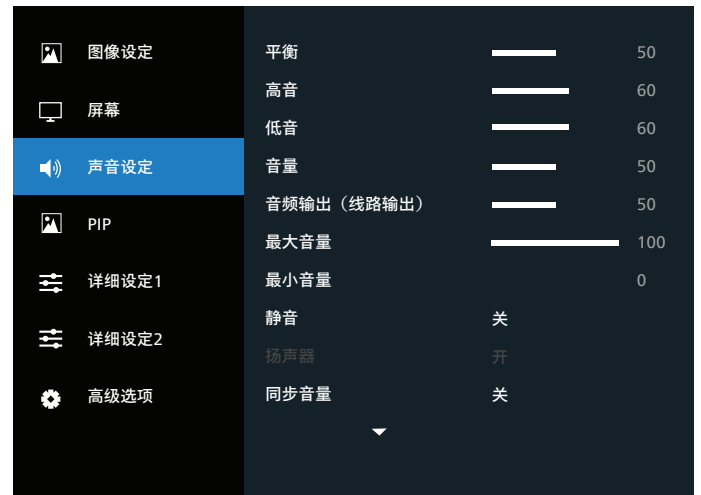 图像设定
屏幕
声音设定
PIP
详细设定1
详细设定2
高级选项
平衡 50
高音 60
低音 60
音量 50
音频输出（线路输出） 50
最大音量 100
最小音量 0
静音 关
扬声器 开
同步音量 关